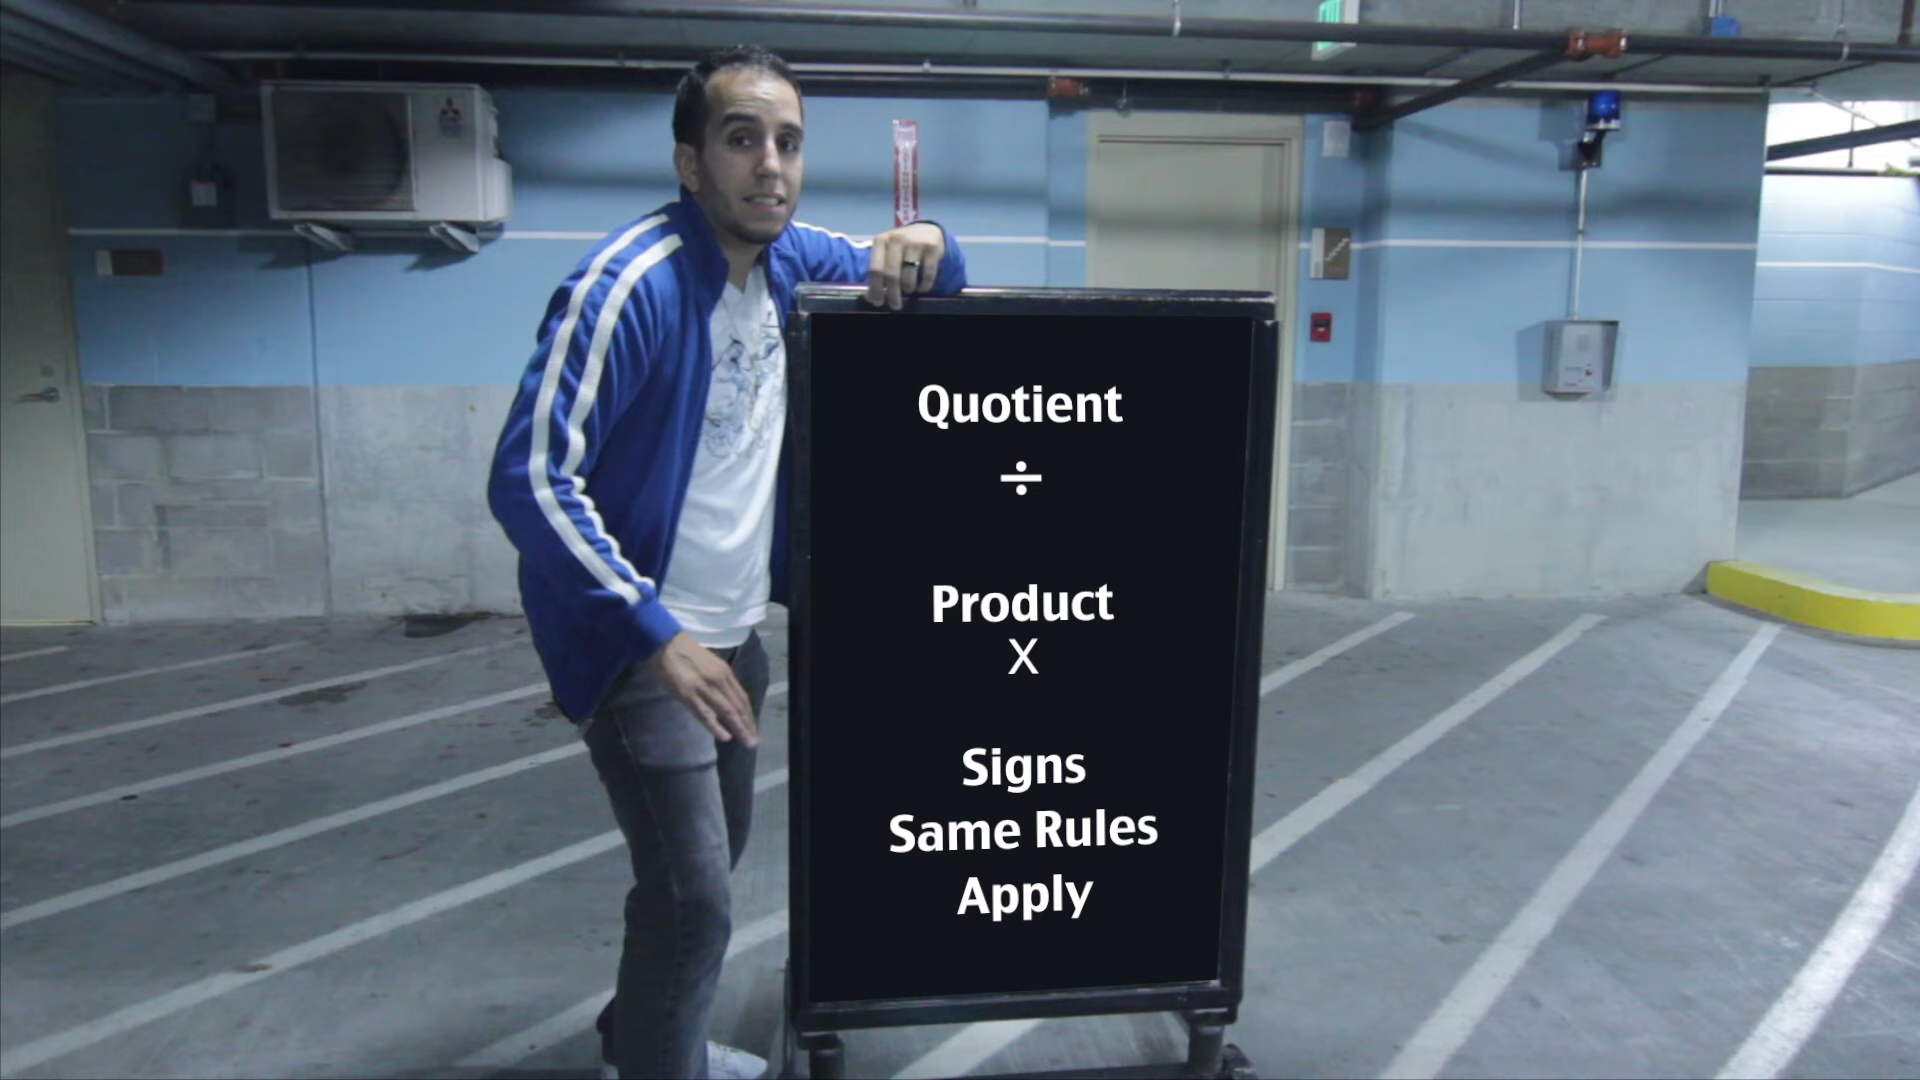 Quotient
÷
Product
X
Signs
Same Rules
Apply